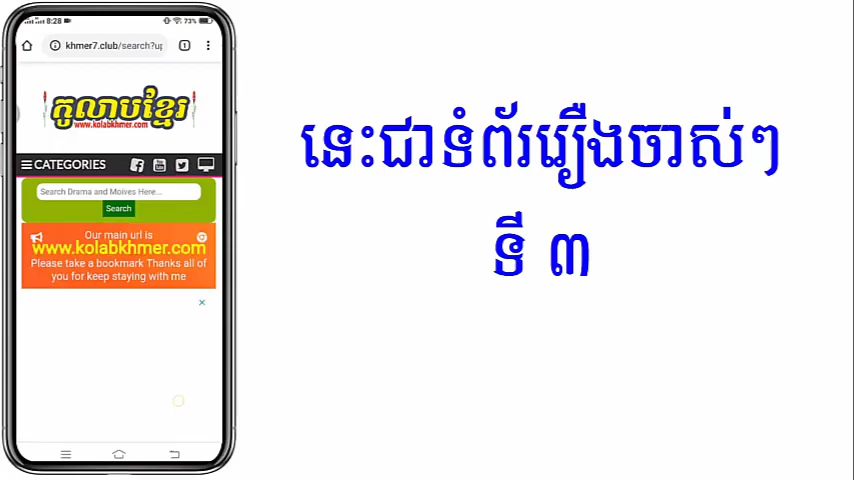 8:28
73%
khmer7.club/search?up
1
កូលាបខ្មែរ
www.kolabkhmer.com
CATEGORIES
Search Drama and Moives Here...
Search
Our main url is
www.kolabkhmer.com
Please take a bookmark Thanks all of
you for keep staying with me
នេះជាទំព័ររឿងចាស់ៗ
ទី ៣